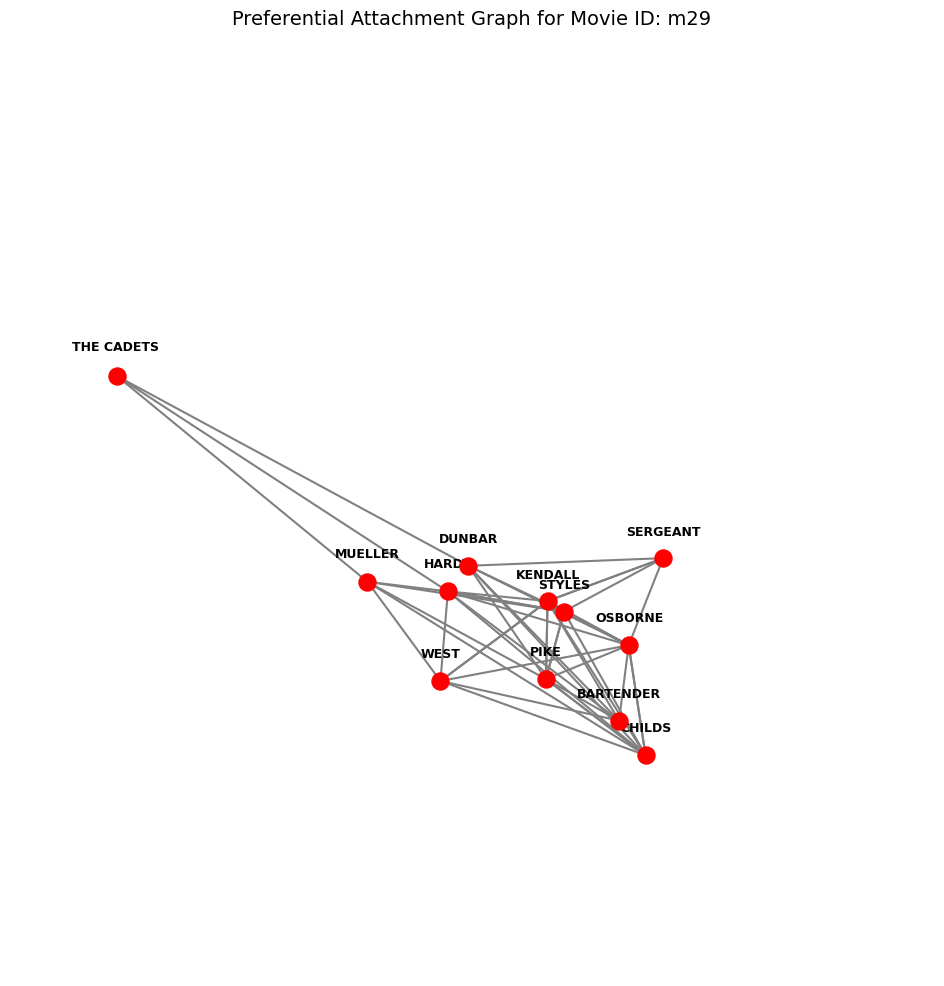 Preferential Attachment Graph for Movie ID: m29
THE CADETS
SERGEANT
DUNBAR
MUELLER
HARD
KENDALL
STYLES
OSBORNE
PIKE
WEST
BARTENDER
CHILDS